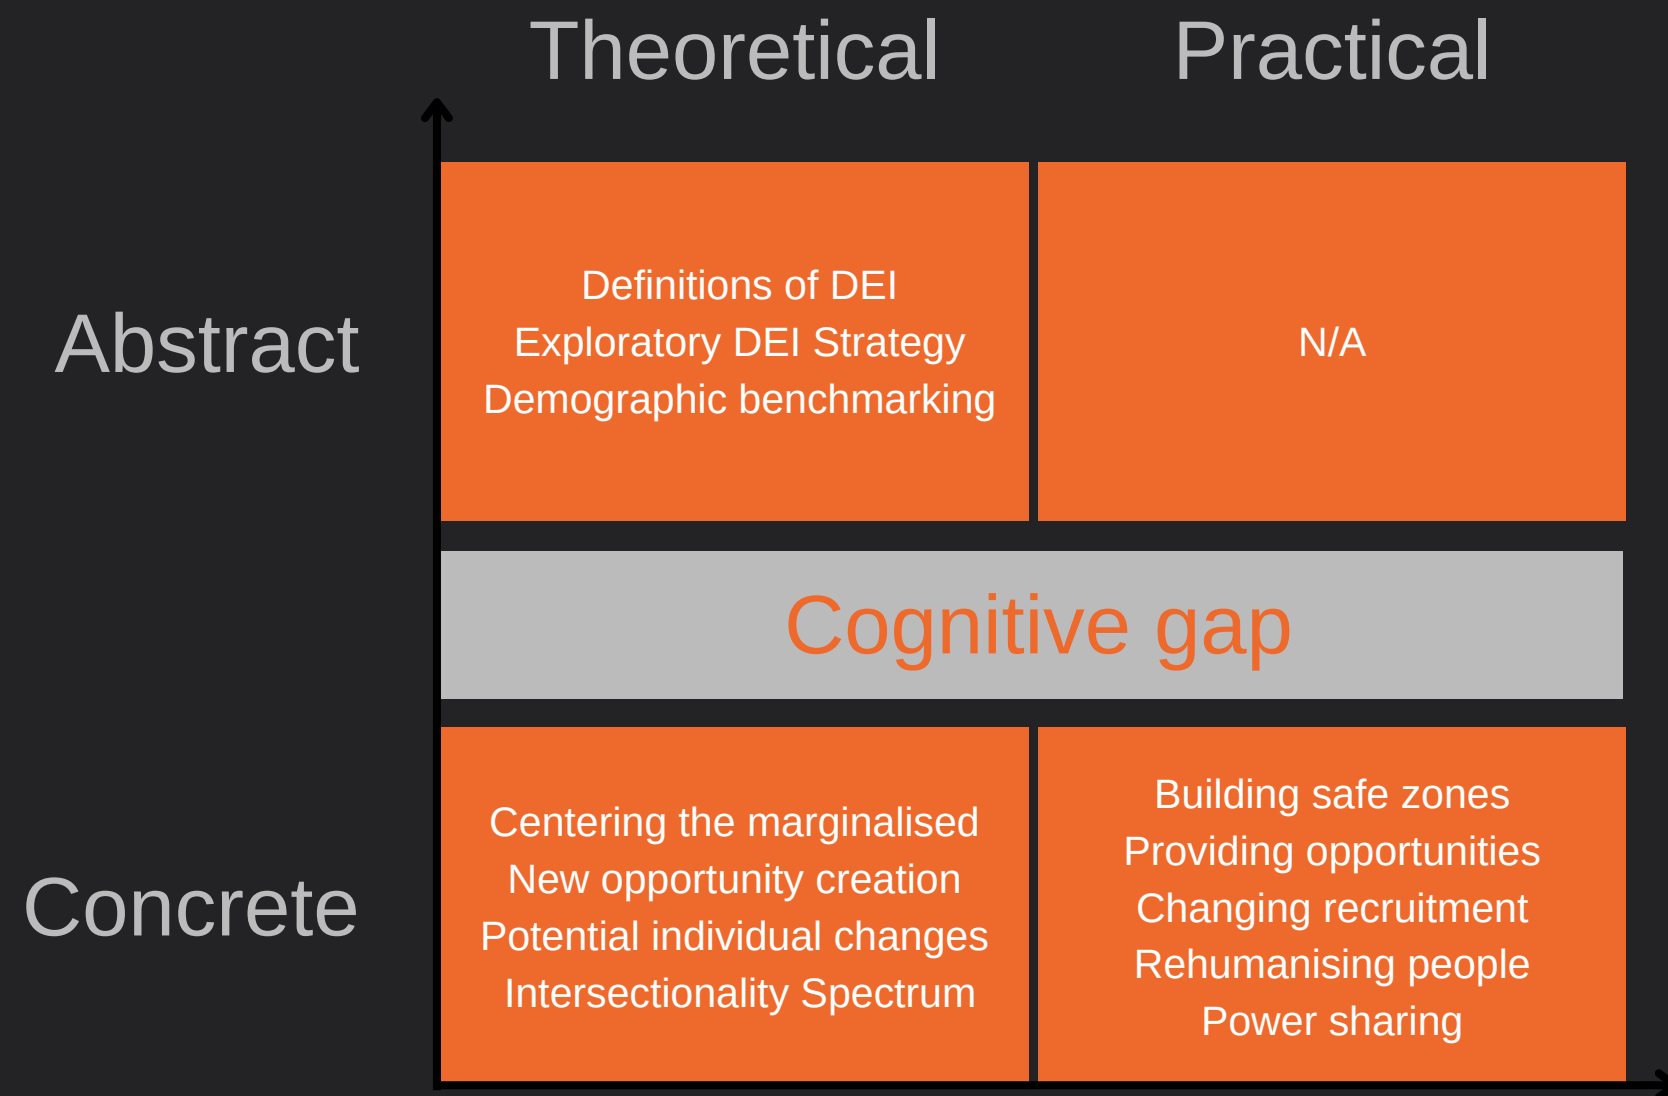 Theoretical
Practical
Abstract
Definitions of DEI
Exploratory DEI Strategy
Demographic benchmarking
N/A
Cognitive gap
Concrete
Centering the marginalised
New opportunity creation
Potential individual changes
Intersectionality Spectrum
Building safe zones
Providing opportunities
Changing recruitment
Rehumanising people
Power sharing